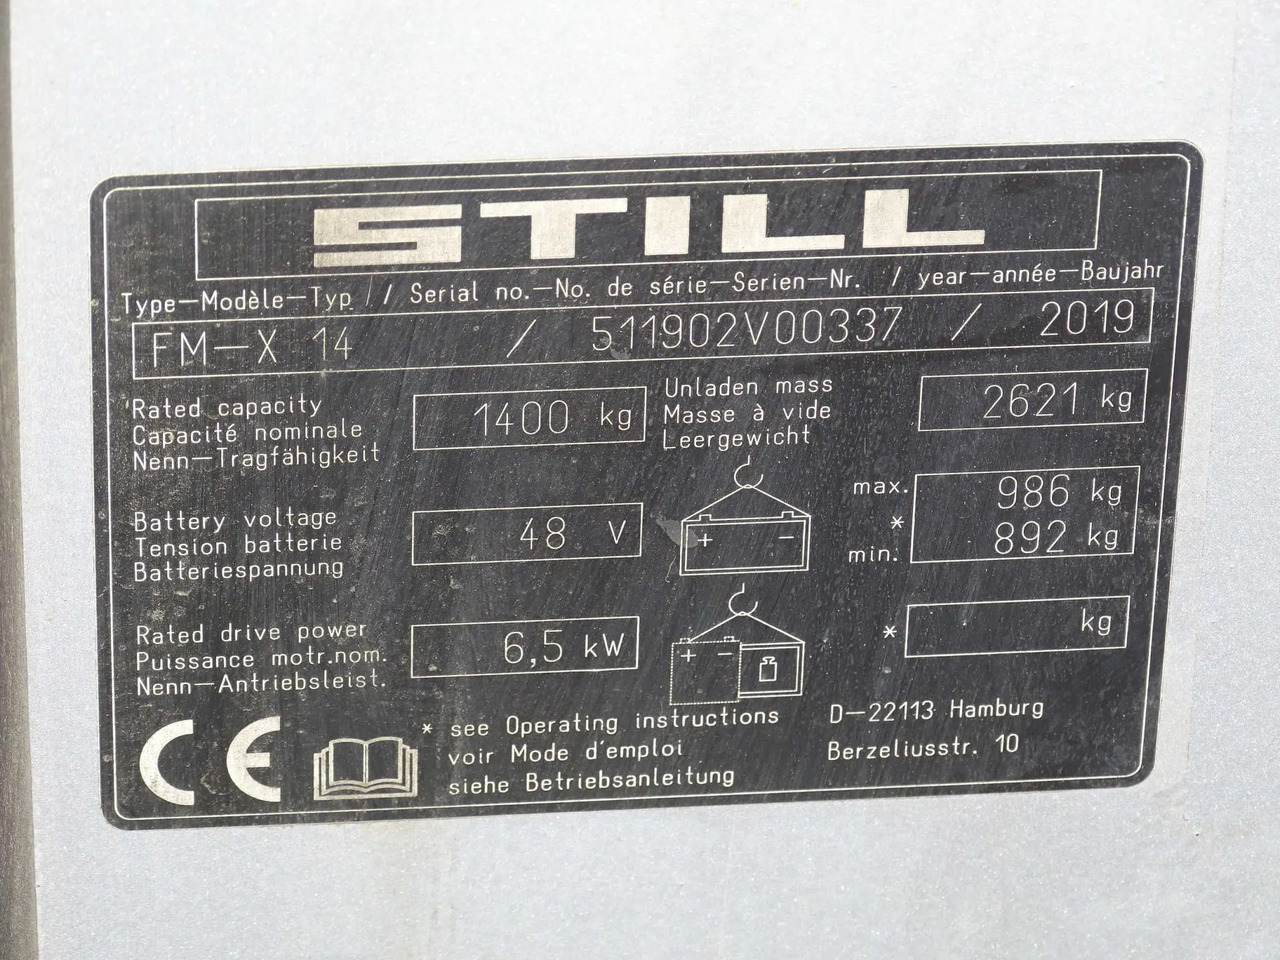 STILL
Type-Modèle-Typ // Serial no.-No. de série-Serien-Nr. / year-année-Baujahr
FM-X 14 / 511902V00337 / 2019
Rated capacity
Capacité nominale
Nenn-Tragfähigkeit
1400 kg
Unladen mass
Masse à vide
Leergewicht
2621 kg
Battery voltage
Tension batterie
Batteriespannung
48 V
+ -
max. 986 kg
*
min. 892 kg
Rated drive power
Puissance motr.nom.
Nenn-Antriebsleist.
6,5 kW
+ -
* kg
CE
* see Operating instructions
voir Mode d'emploi
siehe Betriebsanleitung
D-22113 Hamburg
Berzeliusstr. 10